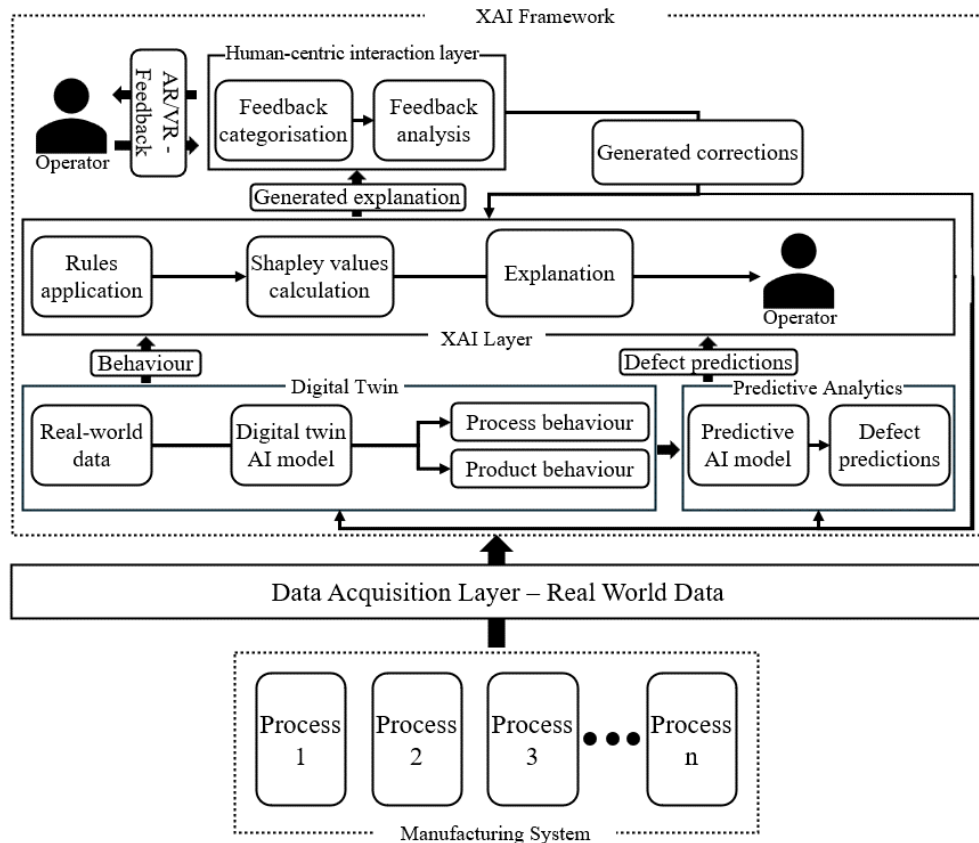 XAI Framework
Human-centric interaction layer
AR/VR -
Feedback
Operator
Feedback
categorisation
Feedback
analysis
Generated corrections
Generated explanation
Rules
application
Shapley values
calculation
Explanation
Operator
XAI Layer
Behaviour
Defect predictions
Digital Twin
Predictive Analytics
Real-world
data
Digital twin
AI model
Process behaviour
Product behaviour
Predictive
AI model
Defect
predictions
Data Acquisition Layer – Real World Data
Process
1
Process
2
Process
3
Process
n
Manufacturing System